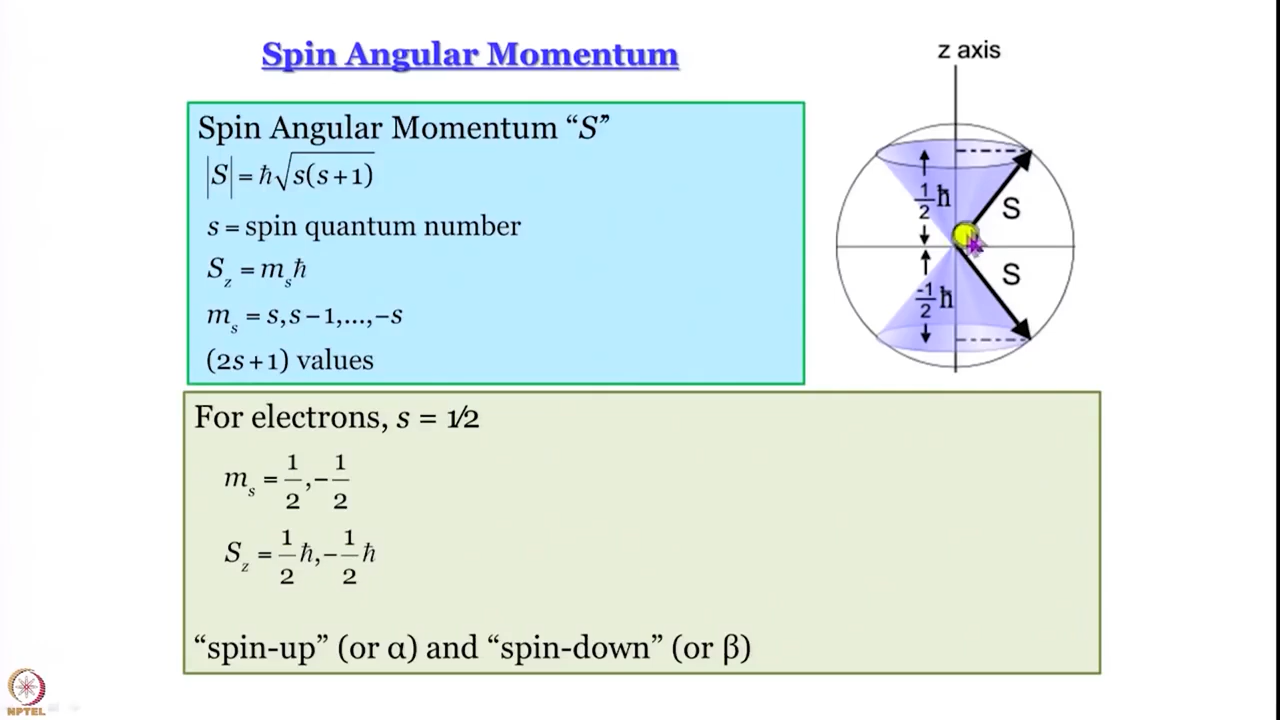 Spin Angular Momentum
Spin Angular Momentum “S”
|S| = ħ√s(s+1)
s = spin quantum number
S_z = m_s ħ
m_s = s, s − 1, ..., −s
(2s+1) values
z axis
1/2 ħ
S
S
-1/2 ħ
For electrons, s = 1⁄2
m_s = 1/2, −1/2
S_z = 1/2 ħ, −1/2 ħ
“spin-up” (or α) and “spin-down” (or β)
NPTEL